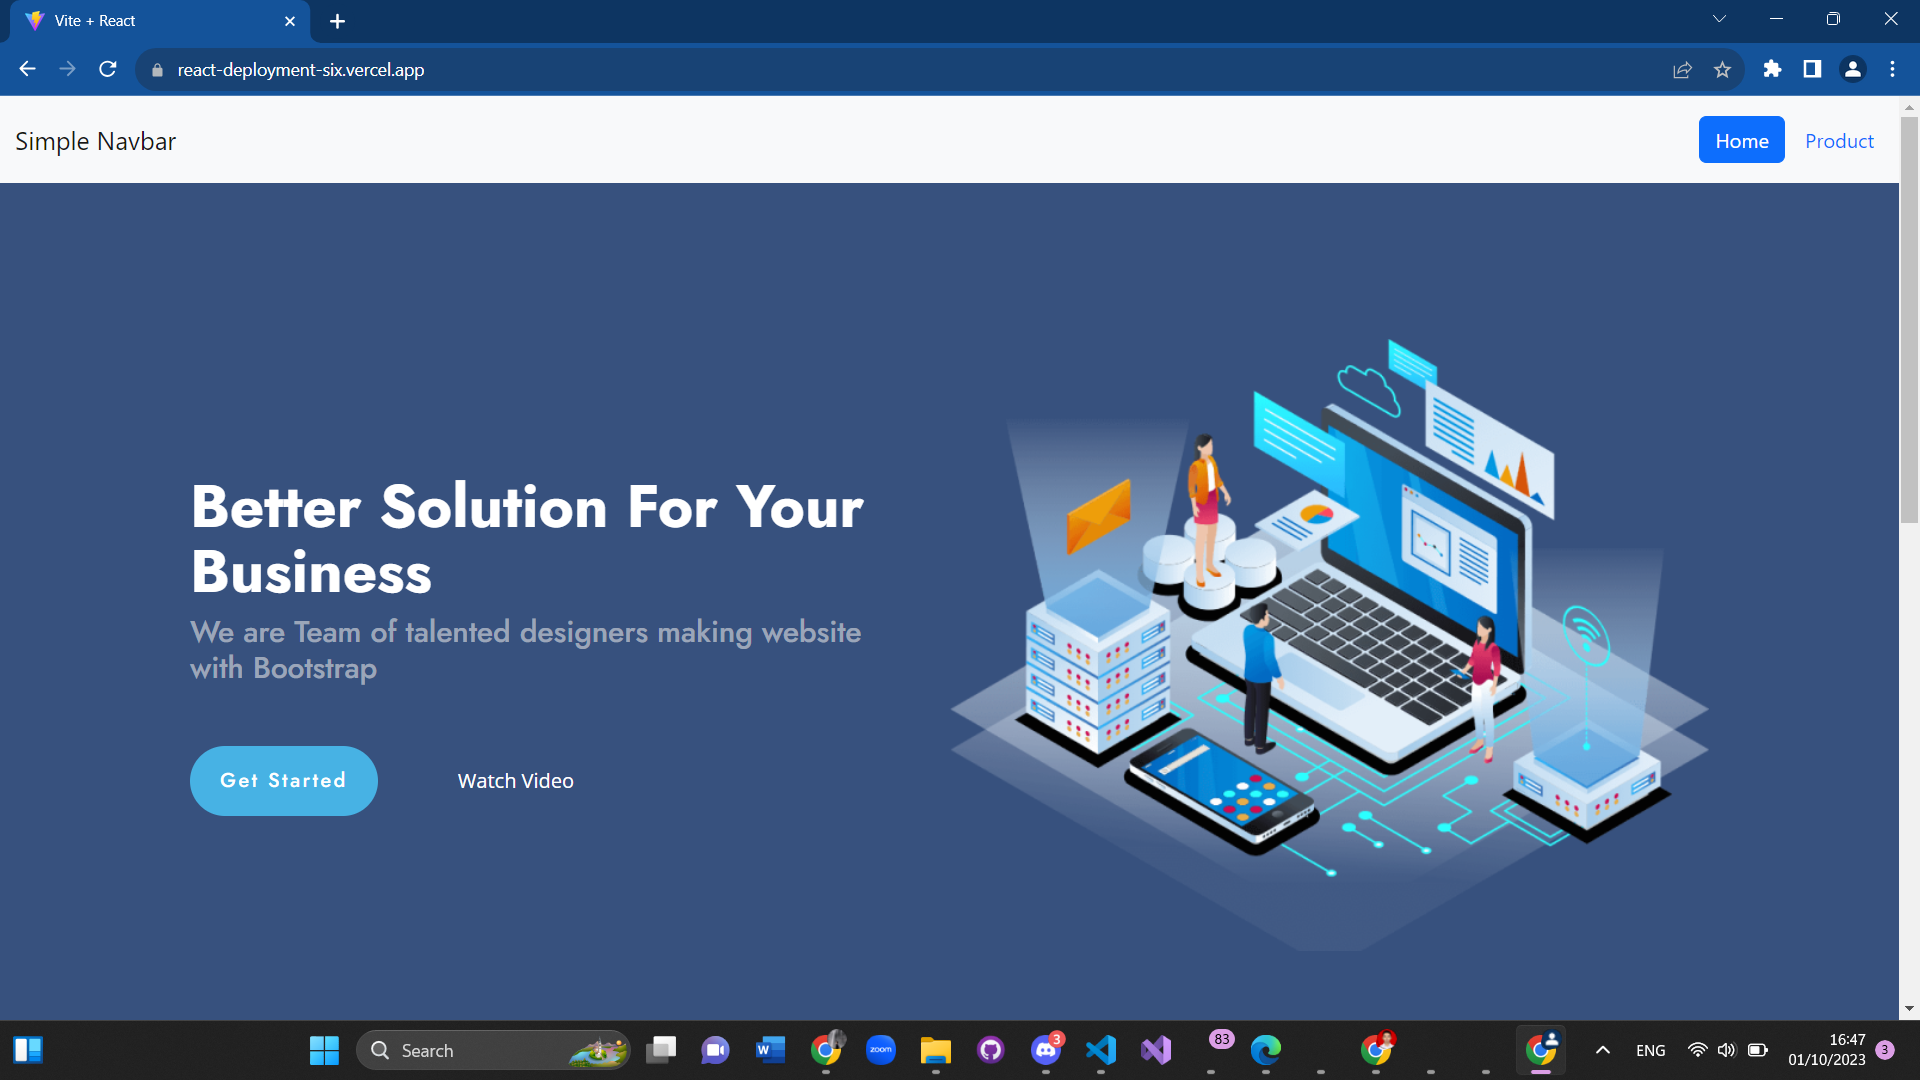 Vite + React
react-deployment-six.vercel.app
Simple Navbar
Home
Product
Better Solution For Your
Business
We are Team of talented designers making website
with Bootstrap
Get Started
Watch Video
Search
zoom
3
83
ENG
16:47
01/10/2023
3